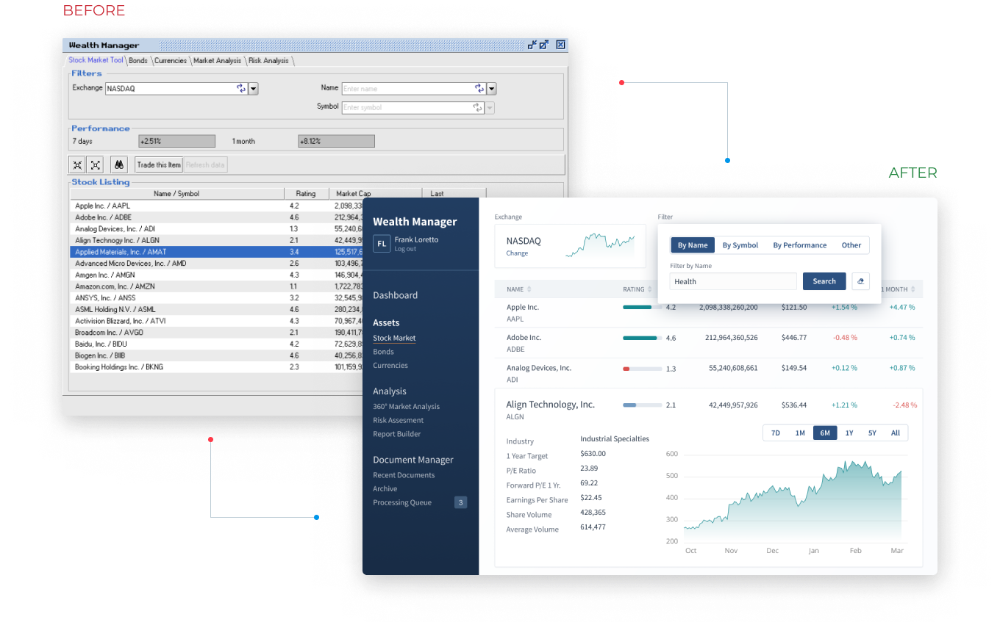 BEFORE
Wealth Manager
Stock Market Tool Bonds Currencies Market Analysis Risk Analysis
Filters
Exchange NASDAQ Name Enter name
Symbol Enter symbol
Performance
7 days +2.51% 1 month +8.12%
Trade this Item Refresh data
Stock Listing
Name / Symbol Rating Market Cap Last
Apple Inc. / AAPL 4.2 2,098,33
Adobe Inc. / ADBE 4.6 212,964,
Analog Devices, Inc. / ADI 1.3 55,240,6
Align Technogy Inc. / ALGN 2.1 42,449,9
Applied Materials, Inc. / AMAT 3.4 125,517,6
Advanced Micro Devices, Inc. / AMD 2.6 103,496,7
Amgen Inc. / AMGN 4.3 146,904,4
Amazon.com, Inc. / AMZN 1.1 1,722,783
ANSYS, Inc. / ANSS 3.2 32,545,9
ASML Holding N.V. / ASML 4.6 280,234,
Activision Blizzard, Inc. / ATVI 4.3 70,967,4
Broadcom Inc. / AVGO 2.1 190,411,7
Baidu, Inc. / BIDU 4.2 72,629,8
Biogen Inc. / BIIB 4.6 40,256,8
Booking Holdings Inc. / BKNG 2.3 101,159,9
AFTER
Wealth Manager
FL Frank Loretto
Log out
Dashboard
Assets
Stock Market
Bonds
Currencies
Analysis
360° Market Analysis
Risk Assesment
Report Builder
Document Manager
Recent Documents
Archive
Processing Queue 3
Exchange
NASDAQ
Change
Filter
By Name By Symbol By Performance Other
Filter by Name
Health Search
NAME RATING 1 MONTH
Apple Inc. 4.2 2,098,338,260,200 $121.50 +1.54 % +4.47 %
AAPL
Adobe Inc. 4.6 212,964,360,526 $446.77 -0.48 % +0.74 %
ADBE
Analog Devices, Inc. 1.3 55,240,608,661 $149.54 +0.12 % +0.87 %
ADI
Align Technology, Inc. 2.1 42,449,957,926 $536.44 +1.21 % -2.48 %
ALGN
Industry Industrial Specialties
1 Year Target $630.00
P/E Ratio 23.89
Forward P/E 1 Yr. 69.22
Earnings Per Share $22.45
Share Volume 428,365
Average Volume 614,477
7D 1M 6M 1Y 5Y All
600
500
400
300
200
Oct Nov Dec Jan Feb Mar